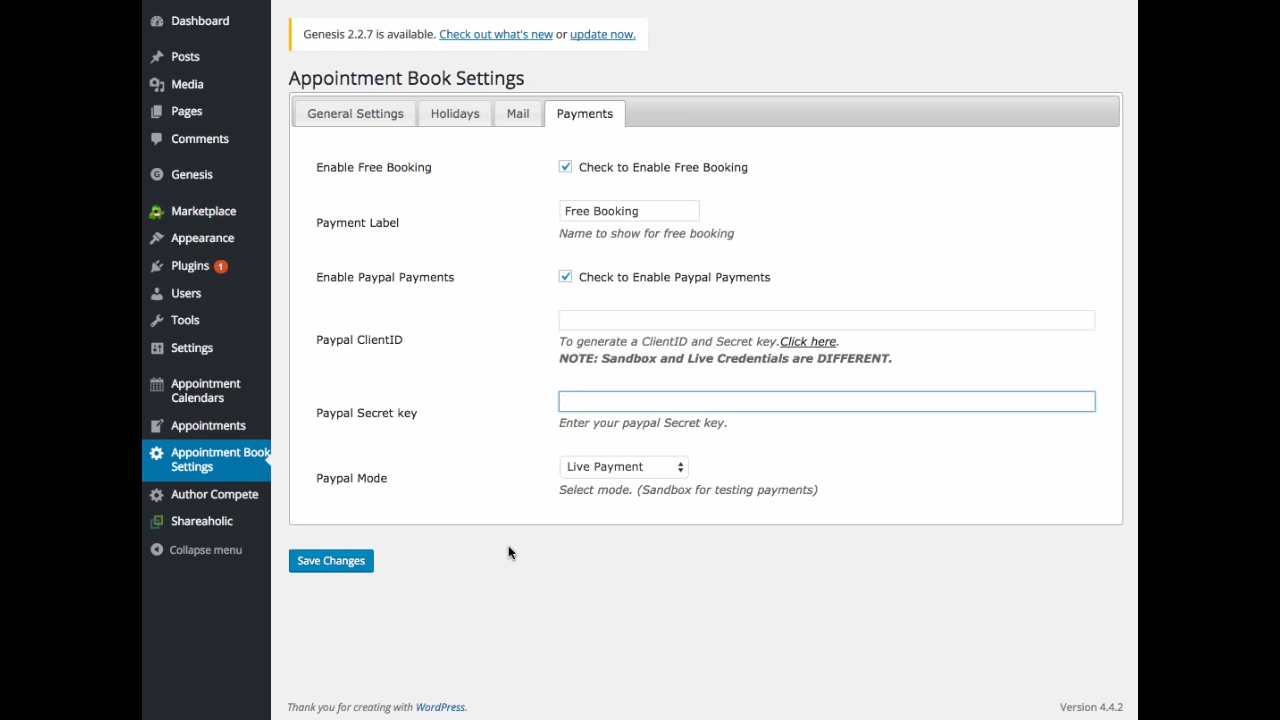 Dashboard
Posts
Media
Pages
Comments
Genesis
Marketplace
Appearance
Plugins 1
Users
Tools
Settings
Appointment
Calendars
Appointments
Appointment Book
Settings
Author Compete
Shareaholic
Collapse menu
Genesis 2.2.7 is available. Check out what's new or update now.
Appointment Book Settings
General Settings Holidays Mail Payments
Enable Free Booking Check to Enable Free Booking
Payment Label Free Booking
Name to show for free booking
Enable Paypal Payments Check to Enable Paypal Payments
Paypal ClientID
To generate a ClientID and Secret key.Click here.
NOTE: Sandbox and Live Credentials are DIFFERENT.
Paypal Secret key
Enter your paypal Secret key.
Paypal Mode Live Payment
Select mode. (Sandbox for testing payments)
Save Changes
Thank you for creating with WordPress. Version 4.4.2